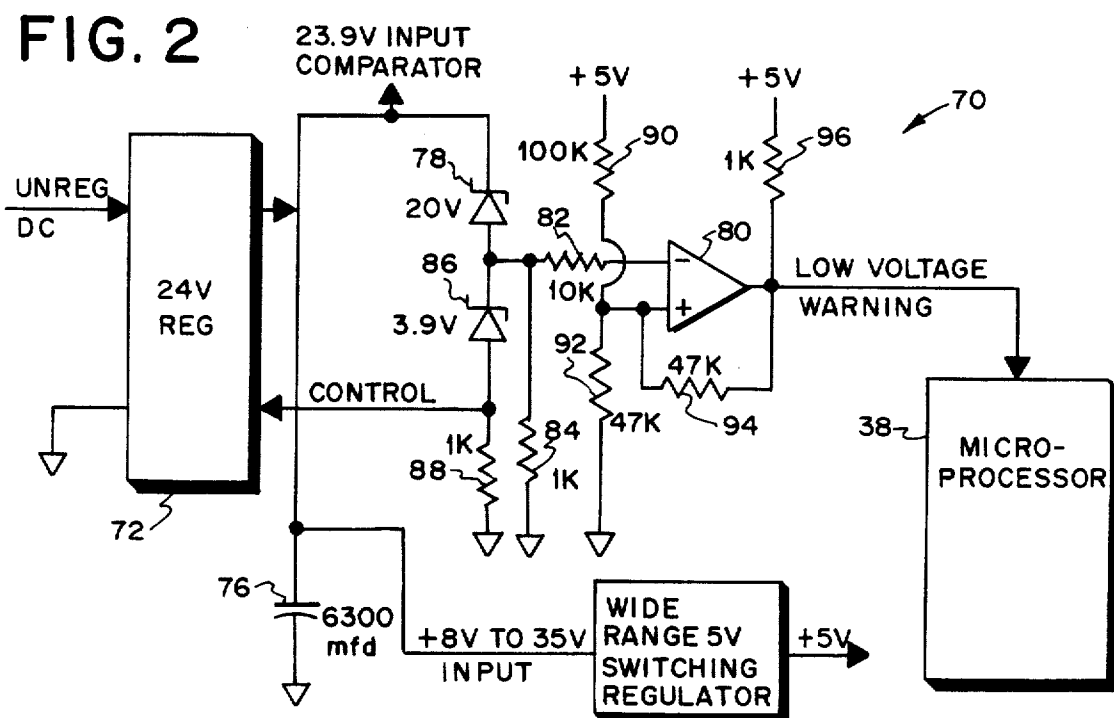 FIG. 2
23.9V INPUT
COMPARATOR
+5V
+5V
70
78
100K
90
1K
96
UNREG
DC
20V
82
80
86
10K
LOW VOLTAGE
WARNING
24V
REG
3.9V
−
+
92
47K
94
CONTROL
47K
84
38
MICRO-
PROCESSOR
1K
88
1K
72
76
6300
mfd
+8V TO 35V
INPUT
WIDE
RANGE 5V
SWITCHING
REGULATOR
+5V